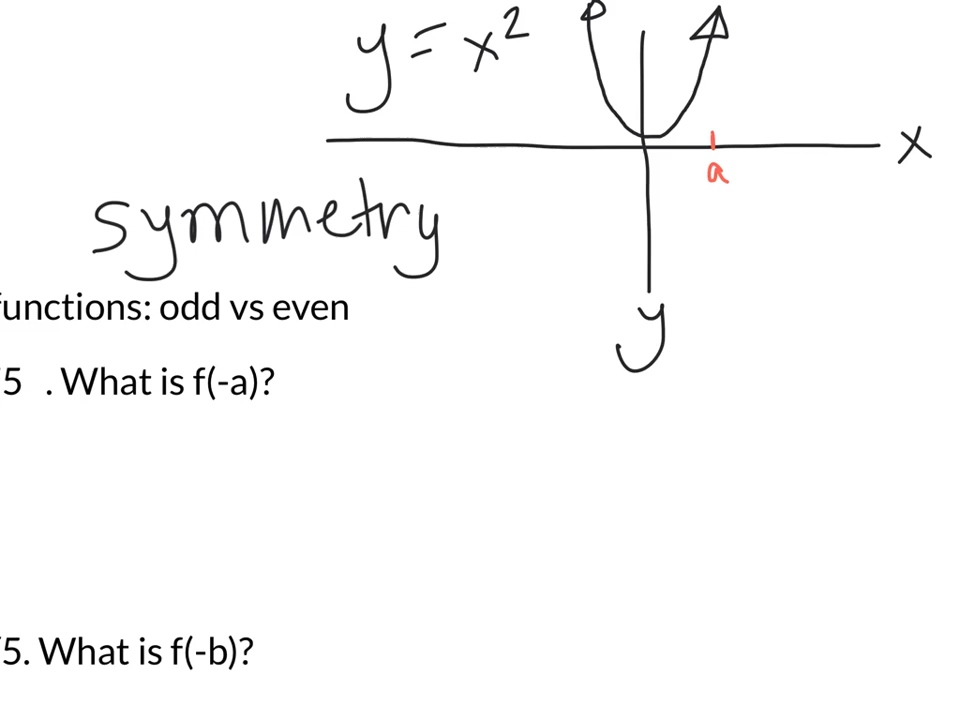 y = x²
x
a
symmetry
functions: odd vs even
y
5 . What is f(-a)?
5. What is f(-b)?